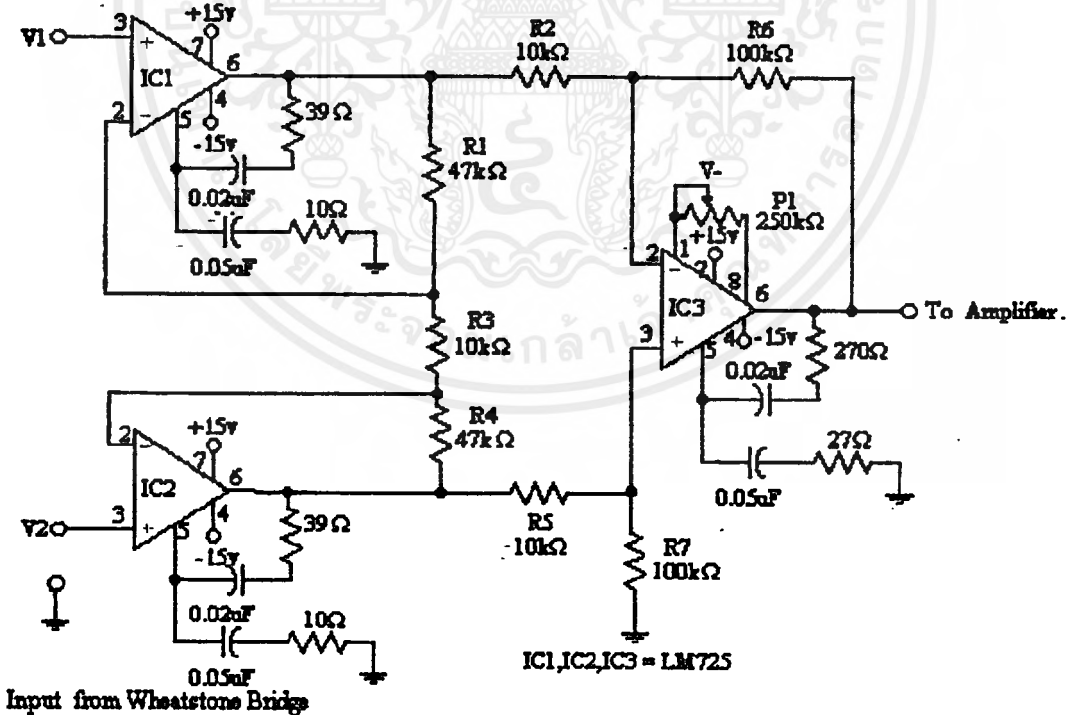 +15v
V1
3
+
7
6
IC1
4
2
-
5
-15v
39Ω
0.02uF
10Ω
0.05uF
R2
10kΩ
R6
100kΩ
R1
47kΩ
R3
10kΩ
R4
47kΩ
V-
P1
250kΩ
+15v
2
-
1
7
8
6
IC3
3
+
5
4
-15v
To Amplifier.
270Ω
0.02uF
27Ω
0.05uF
+15v
2
-
7
6
IC2
4
V2
3
+
5
-15v
39Ω
0.02uF
10Ω
0.05uF
R5
10kΩ
R7
100kΩ
IC1,IC2,IC3 = LM725
Input from Wheatstone Bridge